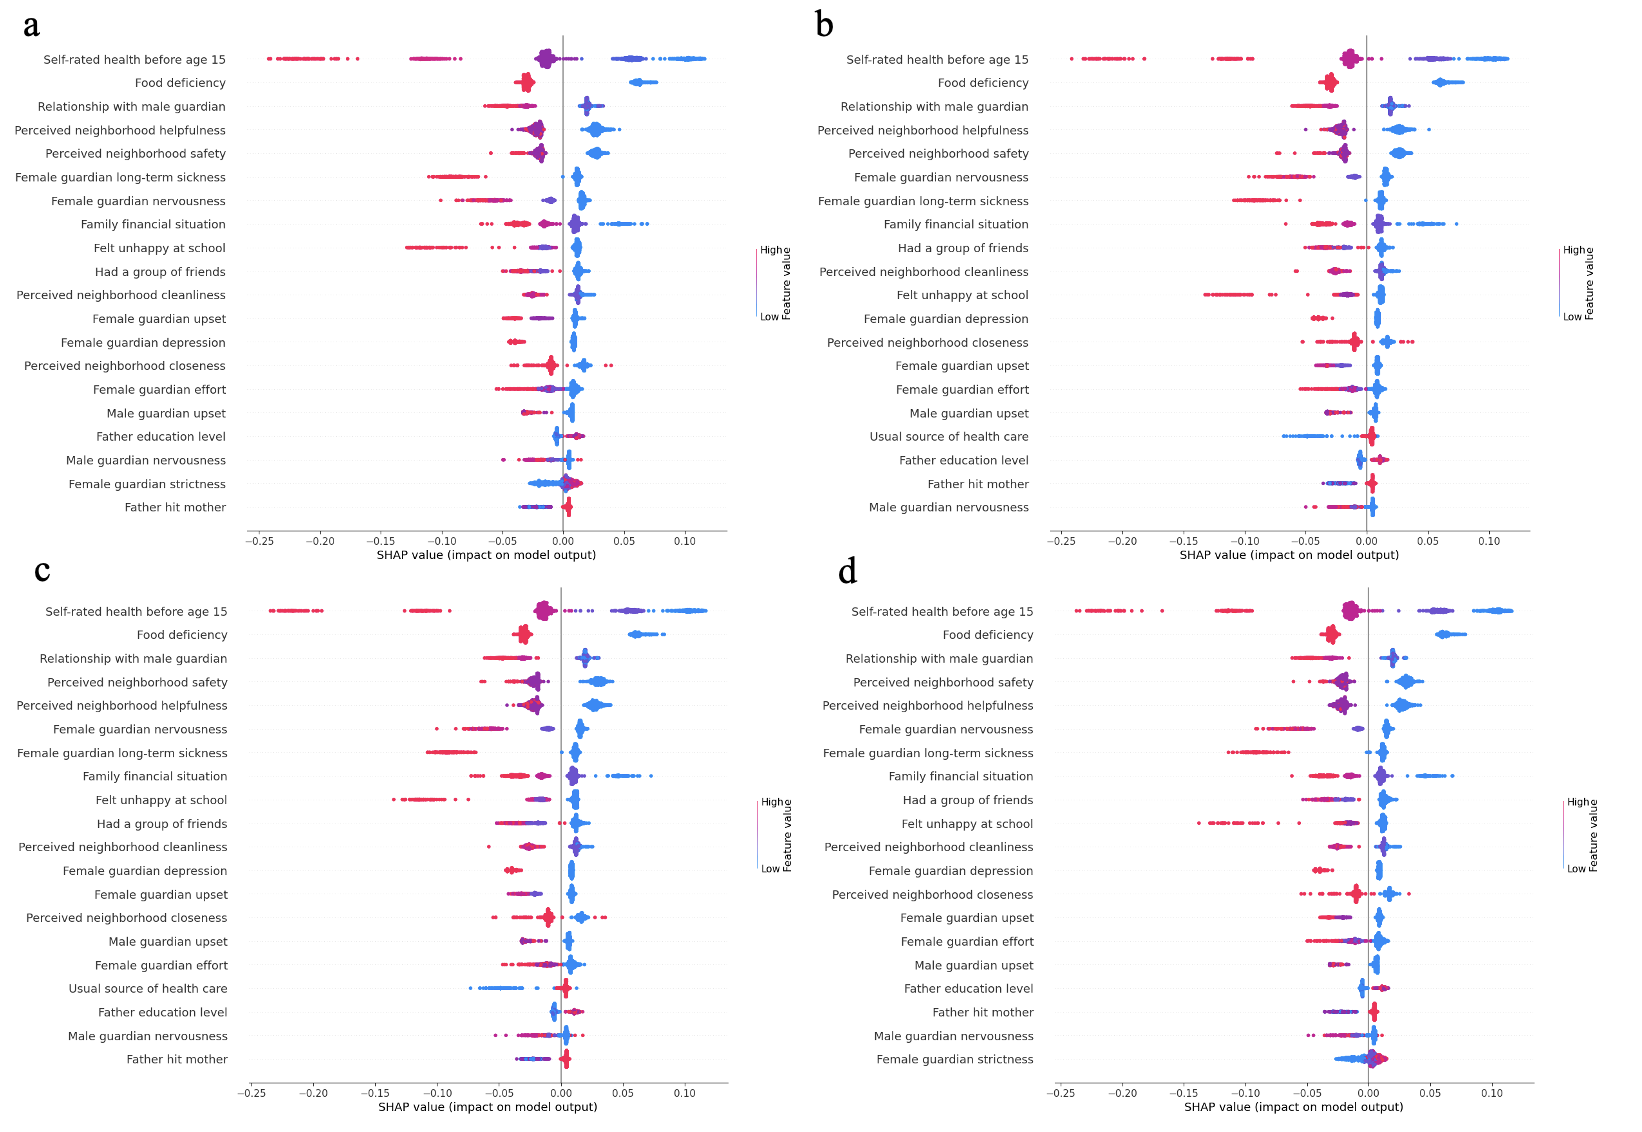 a
Self-rated health before age 15
Food deficiency
Relationship with male guardian
Perceived neighborhood helpfulness
Perceived neighborhood safety
Female guardian long-term sickness
Female guardian nervousness
Family financial situation
Felt unhappy at school
Had a group of friends
Perceived neighborhood cleanliness
Female guardian upset
Female guardian depression
Perceived neighborhood closeness
Female guardian effort
Male guardian upset
Father education level
Male guardian nervousness
Female guardian strictness
Father hit mother
−0.25 −0.20 −0.15 −0.10 −0.05 0.00 0.05 0.10
SHAP value (impact on model output)
High
Low
Feature value
b
Self-rated health before age 15
Food deficiency
Relationship with male guardian
Perceived neighborhood helpfulness
Perceived neighborhood safety
Female guardian nervousness
Female guardian long-term sickness
Family financial situation
Had a group of friends
Perceived neighborhood cleanliness
Felt unhappy at school
Female guardian depression
Perceived neighborhood closeness
Female guardian upset
Female guardian effort
Male guardian upset
Usual source of health care
Father education level
Father hit mother
Male guardian nervousness
−0.25 −0.20 −0.15 −0.10 −0.05 0.00 0.05 0.10
SHAP value (impact on model output)
High
Low
Feature value
c
Self-rated health before age 15
Food deficiency
Relationship with male guardian
Perceived neighborhood safety
Perceived neighborhood helpfulness
Female guardian nervousness
Female guardian long-term sickness
Family financial situation
Felt unhappy at school
Had a group of friends
Perceived neighborhood cleanliness
Female guardian depression
Female guardian upset
Perceived neighborhood closeness
Male guardian upset
Female guardian effort
Usual source of health care
Father education level
Male guardian nervousness
Father hit mother
−0.25 −0.20 −0.15 −0.10 −0.05 0.00 0.05 0.10
SHAP value (impact on model output)
High
Low
Feature value
d
Self-rated health before age 15
Food deficiency
Relationship with male guardian
Perceived neighborhood safety
Perceived neighborhood helpfulness
Female guardian nervousness
Female guardian long-term sickness
Family financial situation
Had a group of friends
Felt unhappy at school
Perceived neighborhood cleanliness
Female guardian depression
Perceived neighborhood closeness
Female guardian upset
Female guardian effort
Male guardian upset
Father education level
Father hit mother
Male guardian nervousness
Female guardian strictness
−0.25 −0.20 −0.15 −0.10 −0.05 0.00 0.05 0.10
SHAP value (impact on model output)
High
Low
Feature value